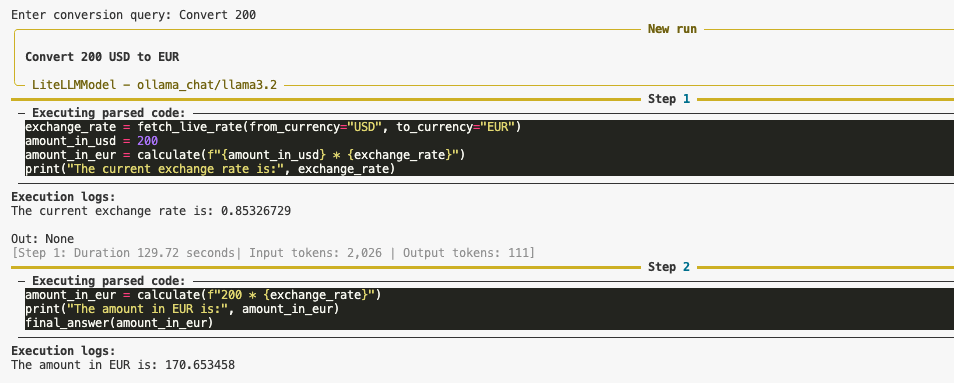 Enter conversion query: Convert 200
New run
Convert 200 USD to EUR
LiteLLMModel - ollama_chat/llama3.2
Step 1
Executing parsed code:
exchange_rate = fetch_live_rate(from_currency="USD", to_currency="EUR")
amount_in_usd = 200
amount_in_eur = calculate(f"{amount_in_usd} * {exchange_rate}")
print("The current exchange rate is:", exchange_rate)
Execution logs:
The current exchange rate is: 0.85326729
Out: None
[Step 1: Duration 129.72 seconds| Input tokens: 2,026 | Output tokens: 111]
Step 2
Executing parsed code:
amount_in_eur = calculate(f"200 * {exchange_rate}")
print("The amount in EUR is:", amount_in_eur)
final_answer(amount_in_eur)
Execution logs:
The amount in EUR is: 170.653458